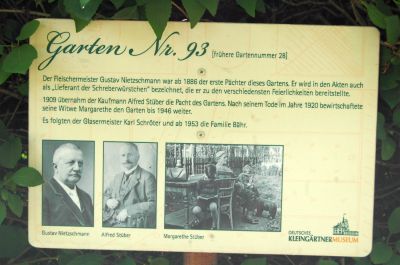 Garten Nr. 93 [frühere Gartennummer 28]
Der Fleischermeister Gustav Nietzschmann war ab 1886 der erste Pächter dieses Gartens. Er wird in den Akten auch
als „Lieferant der Schreberwürstchen" bezeichnet, die er zu den verschiedensten Feierlichkeiten bereitstellte.
1909 übernahm der Kaufmann Alfred Stüber die Pacht des Gartens. Nach seinem Tode im Jahre 1920 bewirtschaftete
seine Witwe Margarethe den Garten bis 1946 weiter.
Es folgten der Glasermeister Karl Schröter und ab 1953 die Familie Bähr.
Gustav Nietzschmann
Alfred Stüber
Margarethe Stüber
DEUTSCHES
KLEINGÄRTNERMUSEUM